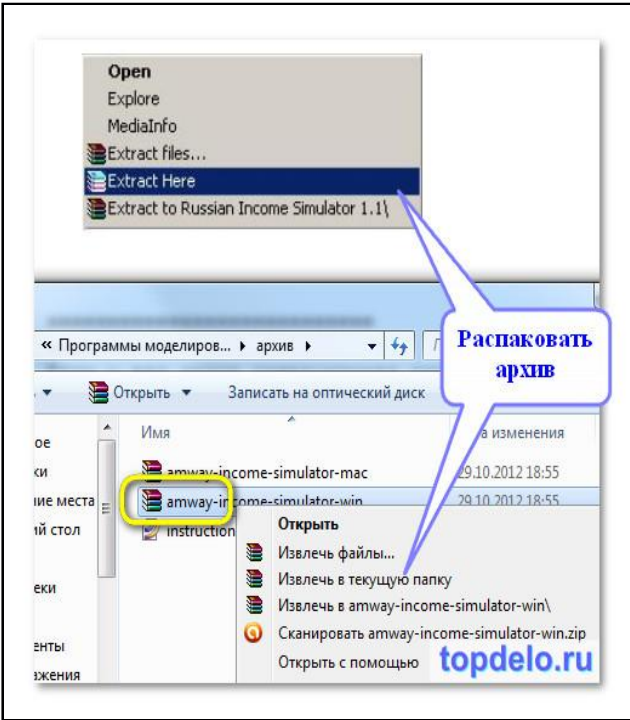 Open
Explore
MediaInfo
Extract files...
Extract Here
Extract to Russian Income Simulator 1.1\
« Программы моделиров... ▸ архив ▸
Распаковать
архив
Открыть
Записать на оптический диск
Имя
изменения
amway-income-simulator-mac
29.10.2012 18:55
amway-income-simulator-win
29.10.2012 18:55
instruction
Открыть
Извлечь файлы...
Извлечь в текущую папку
Извлечь в amway-income-simulator-win\
Сканировать amway-income-simulator-win.zip
Открыть с помощью
topdelo.ru
ое
ки
ие места
ий стол
еки
енты
ажения